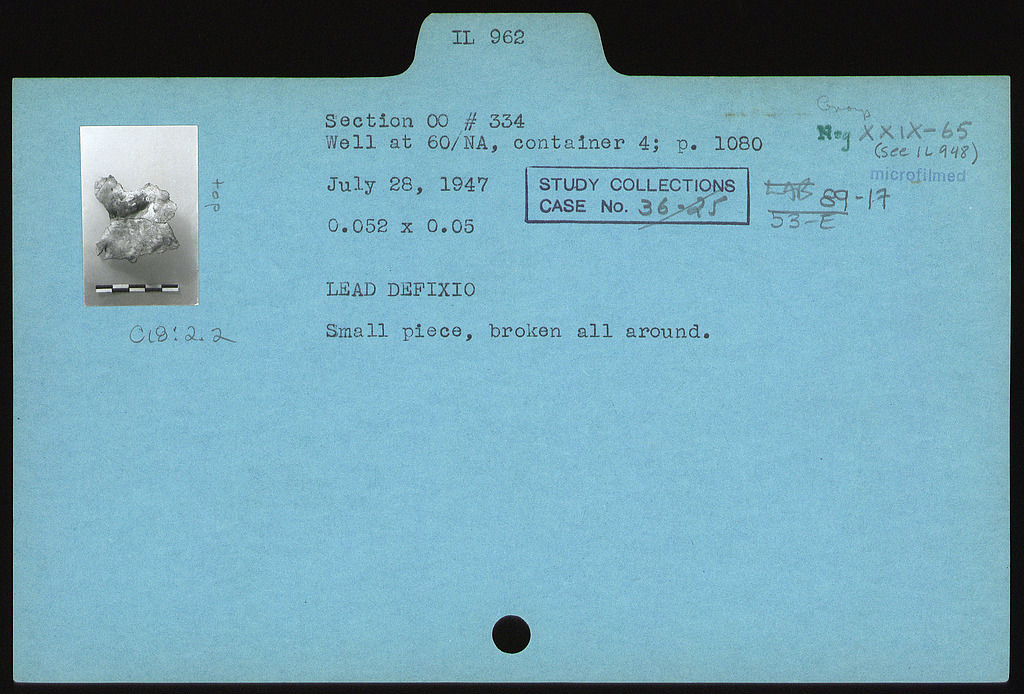 IL 962
Section OO # 334
Well at 60/NA, container 4; p. 1080
July 28, 1947
0.052 x 0.05
LEAD DEFIXIO
Small piece, broken all around.
STUDY COLLECTIONS
CASE No. 36-25
Group
Neg XXIX-65
(see IL 948)
microfilmed
LAB 89-17
53-E
top
C18:2.2